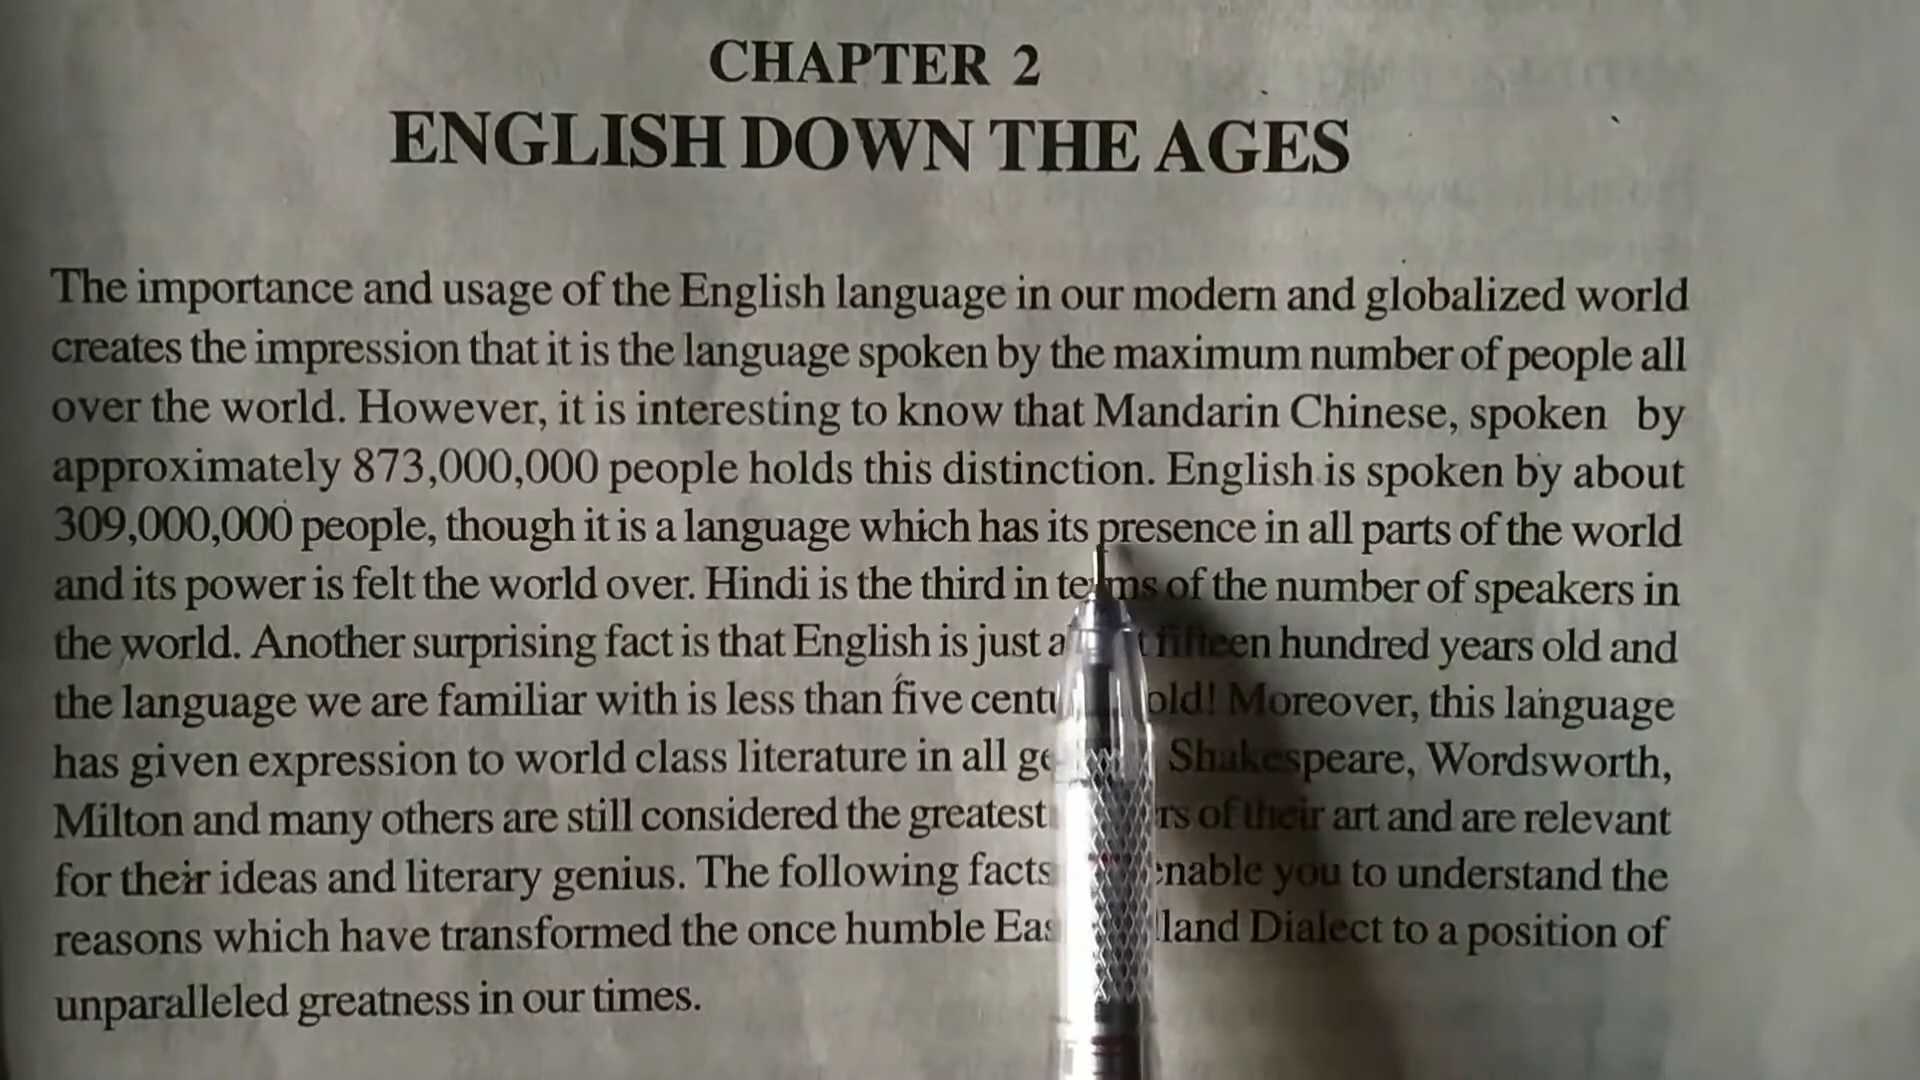 CHAPTER 2
ENGLISH DOWN THE AGES
The importance and usage of the English language in our modern and globalized world
creates the impression that it is the language spoken by the maximum number of people all
over the world. However, it is interesting to know that Mandarin Chinese, spoken by
approximately 873,000,000 people holds this distinction. English is spoken by about
309,000,000 people, though it is a language which has its presence in all parts of the world
and its power is felt the world over. Hindi is the third in terms of the number of speakers in
the world. Another surprising fact is that English is just fifteen hundred years old and
the language we are familiar with is less than five old! Moreover, this language
has given expression to world class literature in all Shakespeare, Wordsworth,
Milton and many others are still considered the greatest of their art and are relevant
for their ideas and literary genius. The following facts enable you to understand the
reasons which have transformed the once humble Dialect to a position of
unparalleled greatness in our times.